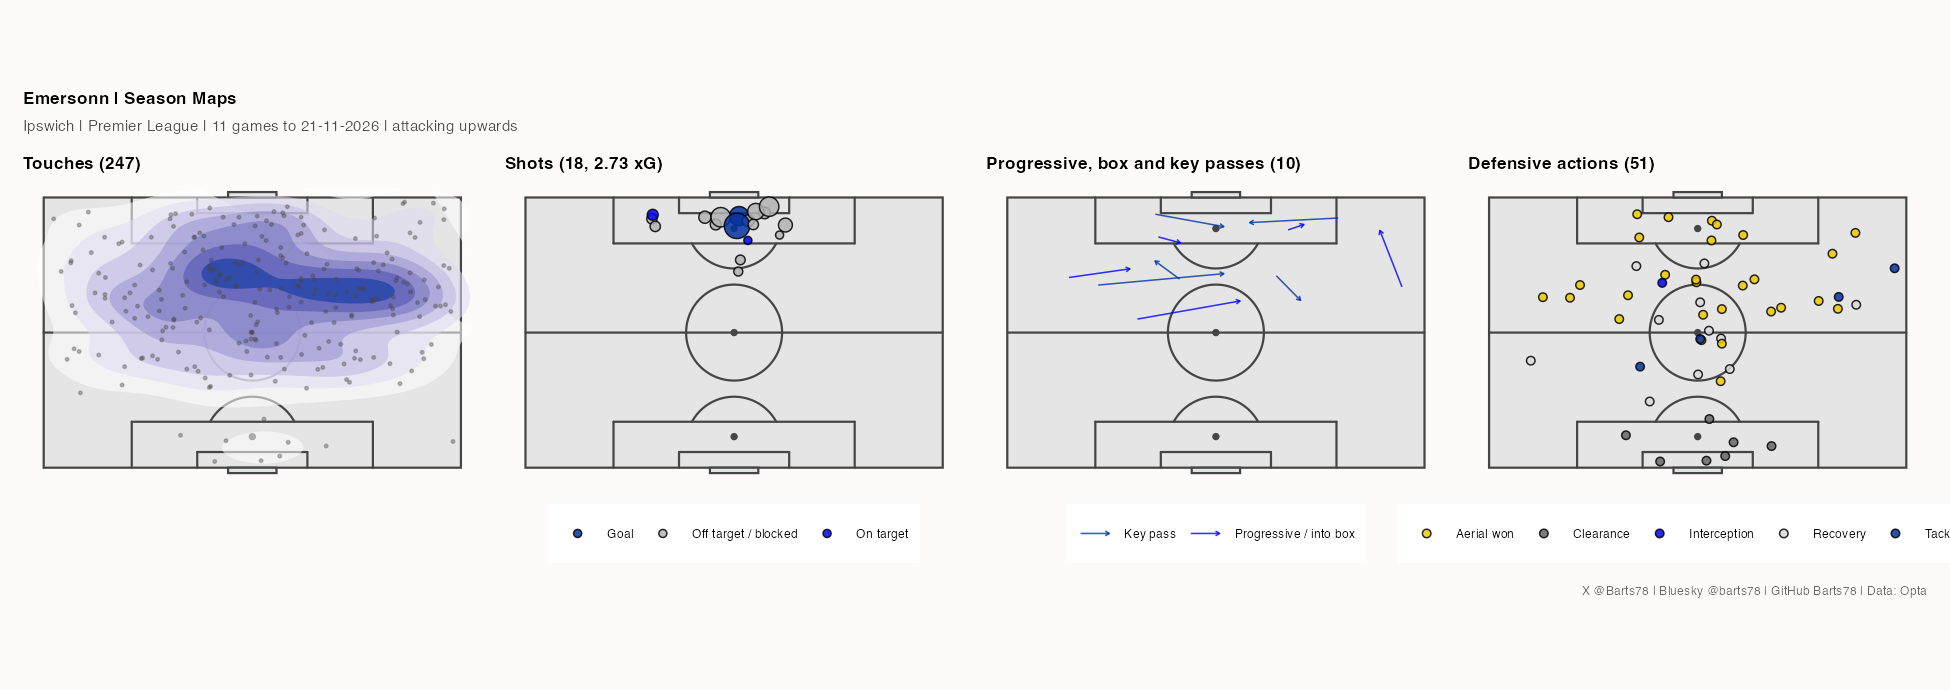 Emersonn | Season Maps
Ipswich | Premier League | 11 games to 21-11-2026 | attacking upwards
Touches (247)
Shots (18, 2.73 xG)
Progressive, box and key passes (10)
Defensive actions (51)
Goal
Off target / blocked
On target
Key pass
Progressive / into box
Aerial won
Clearance
Interception
Recovery
Tack
X @Barts78 | Bluesky @barts78 | GitHub Barts78 | Data: Opta